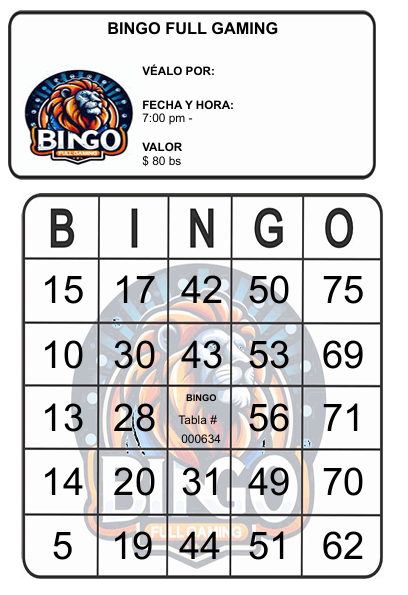 BINGO FULL GAMING
VÉALO POR:
FECHA Y HORA:
7:00 pm -
VALOR
$ 80 bs
BINGO
FULL GAMING
B I N G O
15 17 42 50 75
10 30 43 53 69
13 28 BINGO Tabla # 000634 56 71
14 20 31 49 70
5 19 44 51 62
BINGO
FULL GAMING